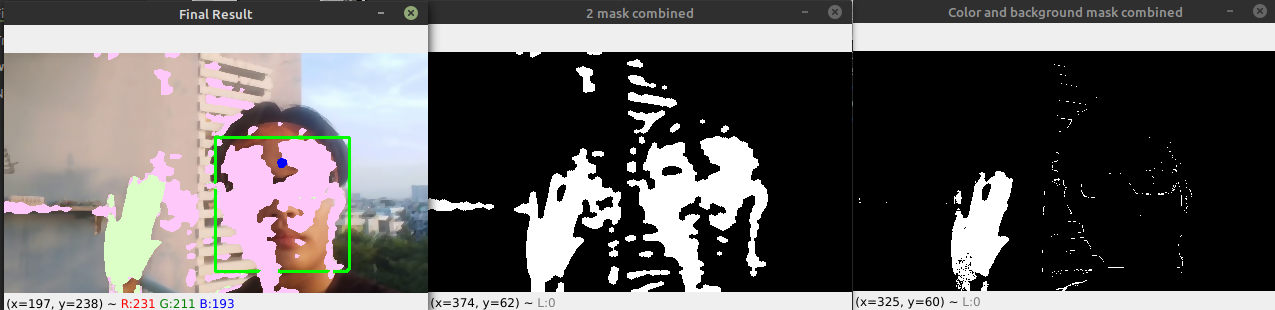 Final Result
2 mask combined
Color and background mask combined
(x=197, y=238) ~ R:231 G:211 B:193
(x=374, y=62) ~ L:0
(x=325, y=60) ~ L:0